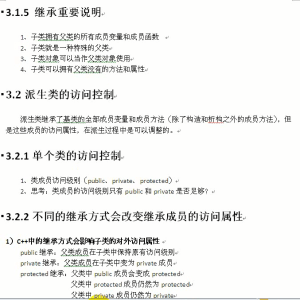 3.1.5 继承重要说明
1、子类拥有父类的所有成员变量和成员函数
2、子类就是一种特殊的父类
3、子类对象可以当作父类对象使用
4、子类可以拥有父类没有的方法和属性
3.2 派生类的访问控制
派生类继承了基类的全部成员变量和成员方法（除了构造和析构之外的成员方法），但
是这些成员的访问属性，在派生过程中是可以调整的。
3.2.1 单个类的访问控制
1、类成员访问级别（public、private、protected）
2、思考：类成员的访问级别只有 public 和 private 是否足够？
3.2.2 不同的继承方式会改变继承成员的访问属性
1）C++中的继承方式会影响子类的对外访问属性
public 继承：父类成员在子类中保持原有访问级别
private 继承：父类成员在子类中变为 private 成员
protected 继承：父类中 public 成员会变成 protected
父类中 protected 成员仍然为 protected
父类中 private 成员仍然为 private